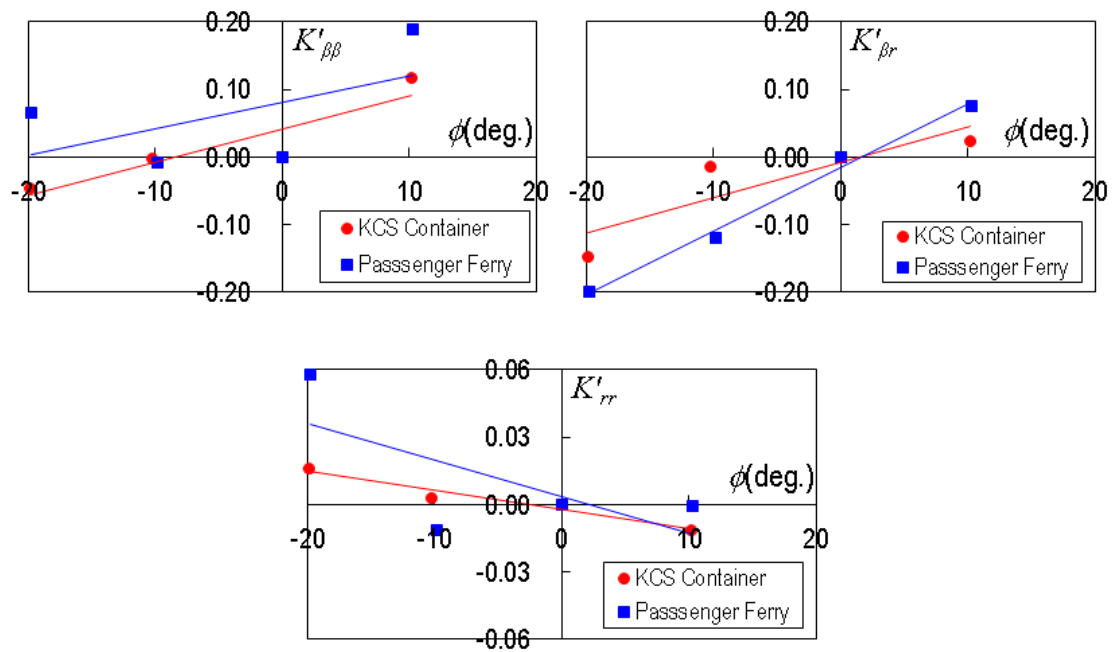 0.20
K'ββ
0.10
ϕ(deg.)
0.00
-20 -10 0 10 20
-0.10
KCS Container
Passsenger Ferry
-0.20
0.20
K'βr
0.10
ϕ(deg.)
0.00
-20 -10 0 10 20
-0.10
KCS Container
Passsenger Ferry
-0.20
0.06
K'rr
0.03
ϕ(deg.)
0.00
-20 -10 0 10 20
-0.03
KCS Container
Passsenger Ferry
-0.06